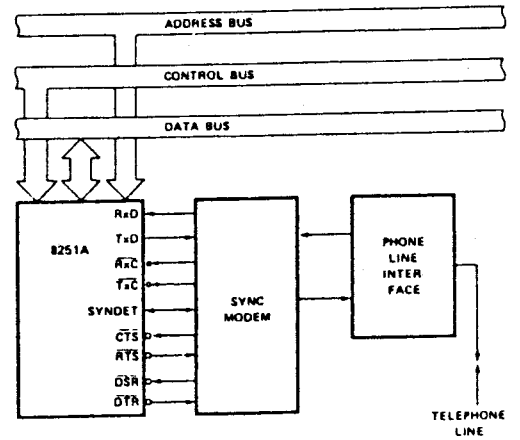 ADDRESS BUS
CONTROL BUS
DATA BUS
8251A
RxD
TxD
RxC
TxC
SYNDET
CTS
RTS
DSR
DTR
SYNC
MODEM
PHONE
LINE
INTER
FACE
TELEPHONE
LINE